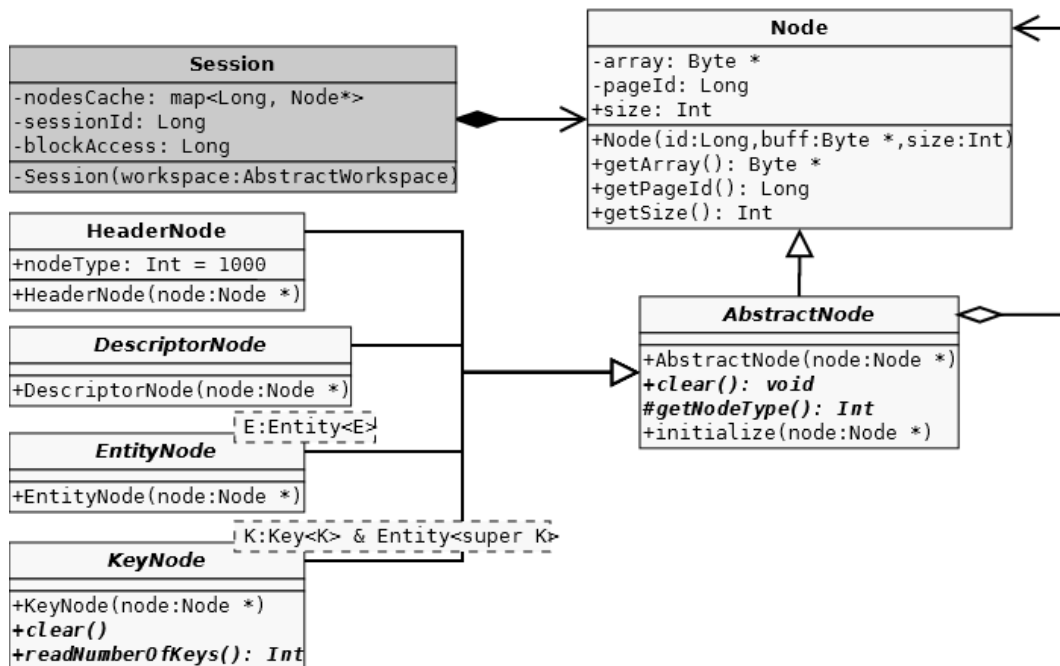 Session
-nodesCache: map<Long, Node*>
-sessionId: Long
-blockAccess: Long
-Session(workspace:AbstractWorkspace)
Node
-array: Byte *
-pageId: Long
+size: Int
+Node(id:Long,buff:Byte *,size:Int)
+getArray(): Byte *
+getPageId(): Long
+getSize(): Int
HeaderNode
+nodeType: Int = 1000
+HeaderNode(node:Node *)
DescriptorNode
+DescriptorNode(node:Node *)
E:Entity<E>
EntityNode
+EntityNode(node:Node *)
K:Key<K> & Entity<super K>
KeyNode
+KeyNode(node:Node *)
+clear()
+readNumberOfKeys(): Int
AbstractNode
+AbstractNode(node:Node *)
+clear(): void
#getNodeType(): Int
+initialize(node:Node *)